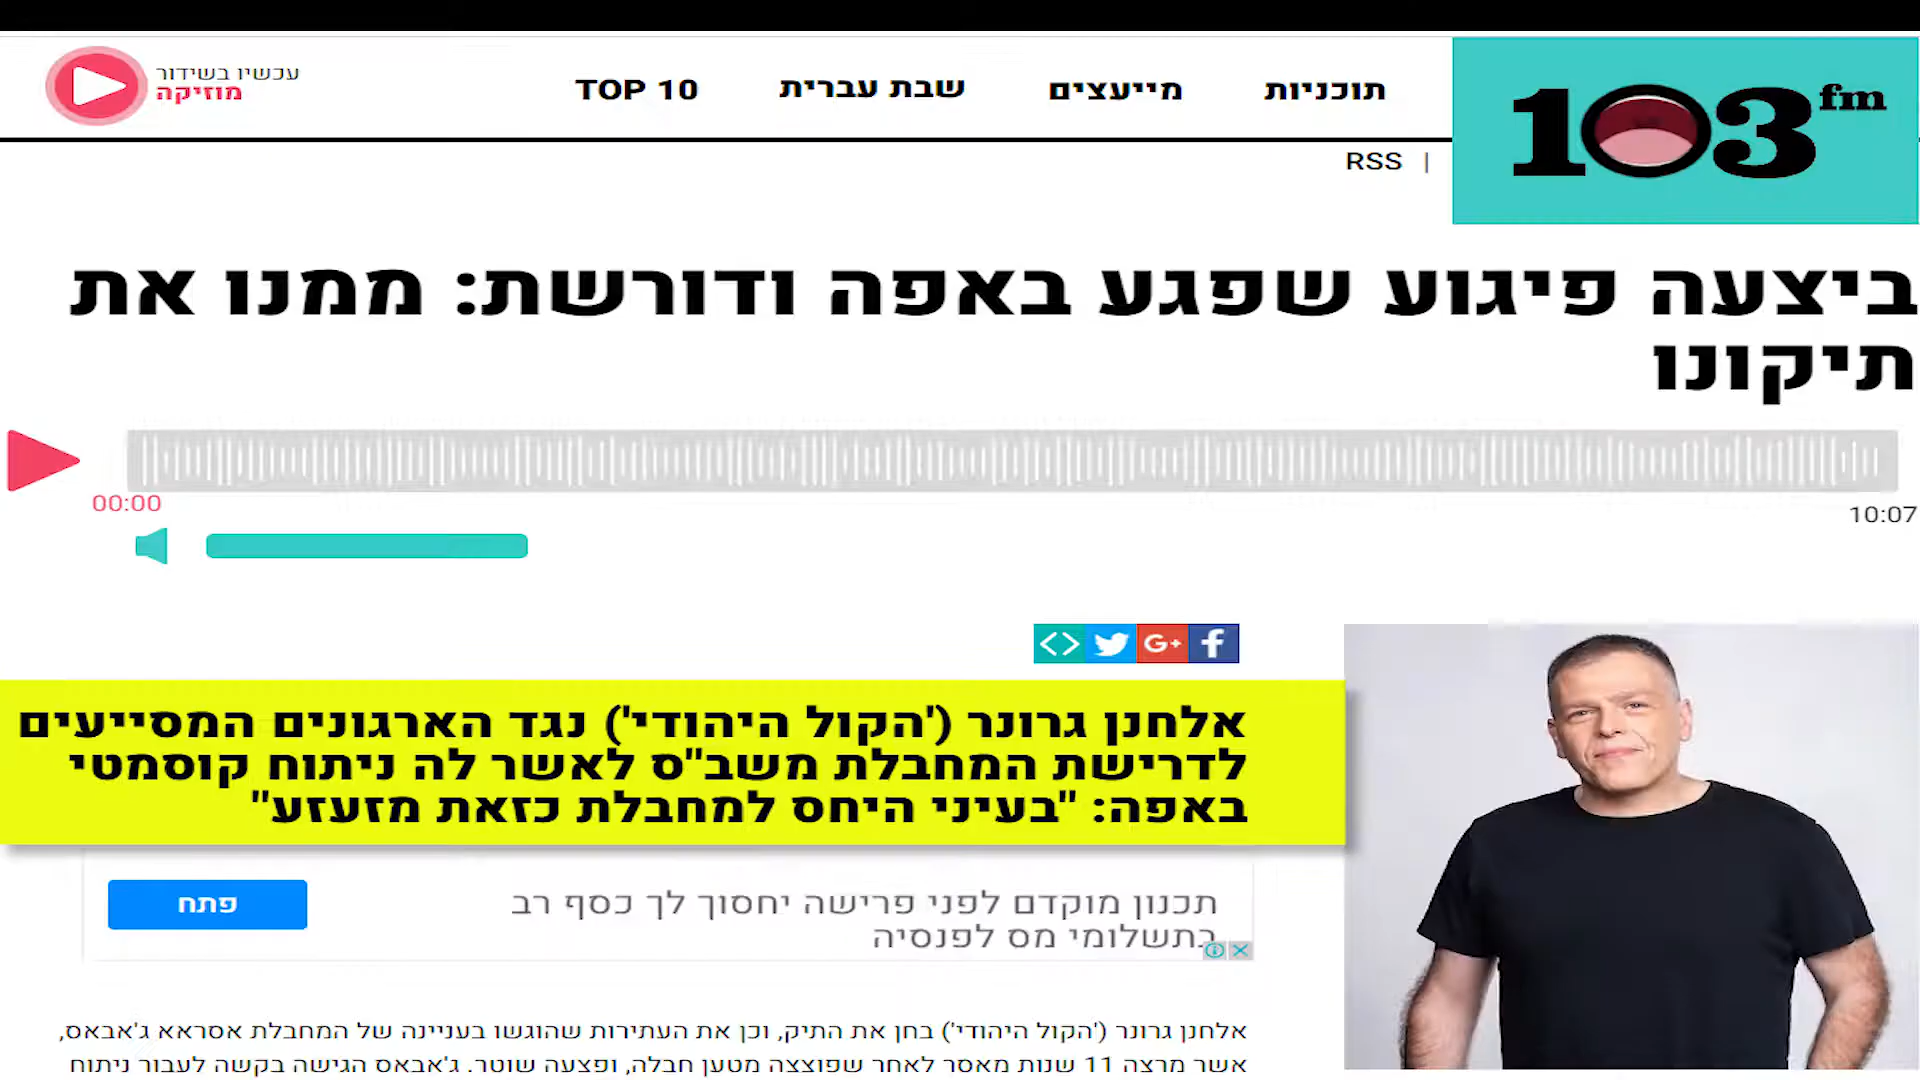 103fm
תוכניות
מייעצים
שבת עברית
TOP 10
עכשיו בשידור
מוזיקה
RSS |
ביצעה פיגוע שפגע באפה ודורשת: ממנו את
תיקונו
00:00
10:07
אלחנן גרונר ('הקול היהודי') נגד הארגונים המסייעים
לדרישת המחבלת משב"ס לאשר לה ניתוח קוסמטי
באפה: "בעיני היחס למחבלת כזאת מזעזע"
תכנון מוקדם לפני פרישה יחסוך לך כסף רב
בתשלומי מס לפנסיה
פתח
אלחנן גרונר ('הקול היהודי') בחן את התיק, וכן את העתירות שהוגשו בעניינה של המחבלת אסראא ג'אבאס,
אשר מרצה 11 שנות מאסר לאחר שפוצצה מטען חבלה, ופצעה שוטר. ג'אבאס הגישה בקשה לעבור ניתוח